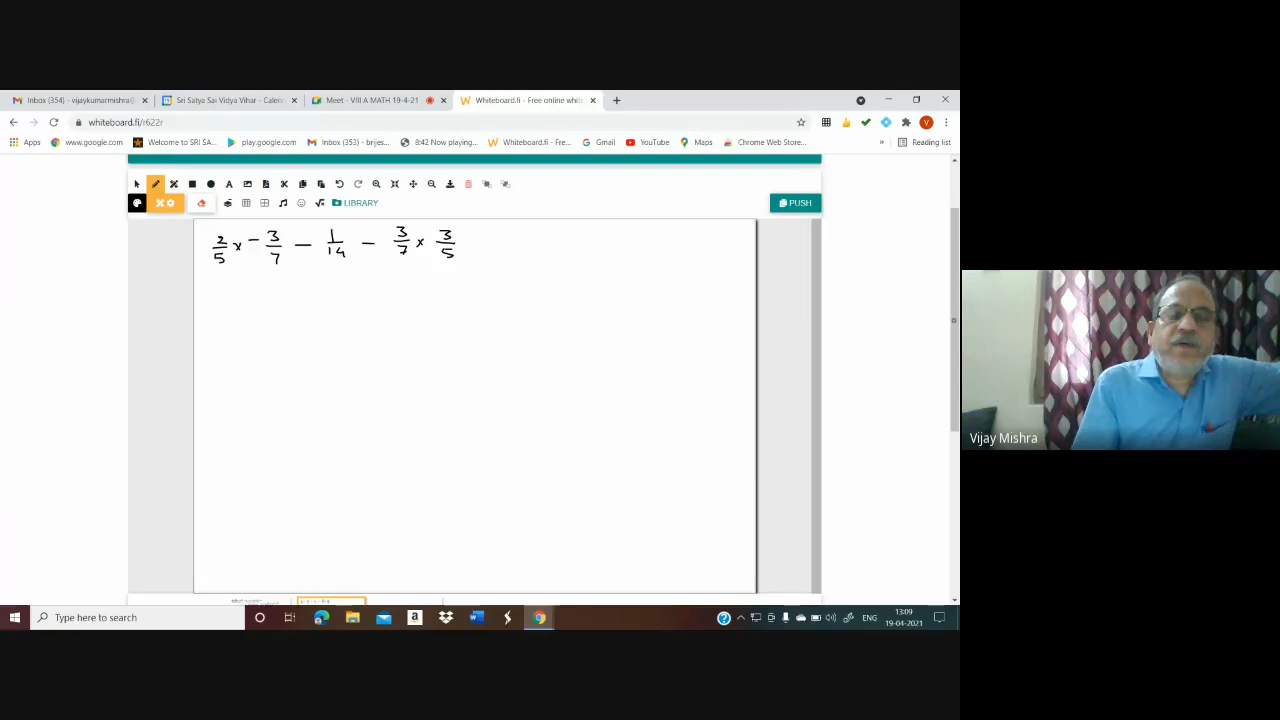 Inbox (354) - vijaykumarmishra@ Sri Satya Sai Vidya Vihar - Calen Meet - VIII A MATH 19-4-21 Whiteboard.fi - Free online white
whiteboard.fi/r622r
Apps www.google.com Welcome to SRI SA... play.google.com Inbox (353) - brijes... 8:42 Now playing... Whiteboard.fi - Fre... Gmail YouTube Maps Chrome Web Store... » Reading list
LIBRARY PUSH
2/5 x -3/7 - 1/14 - 3/7 x 3/5
Vijay Mishra
Type here to search ENG 13:09
19-04-2021